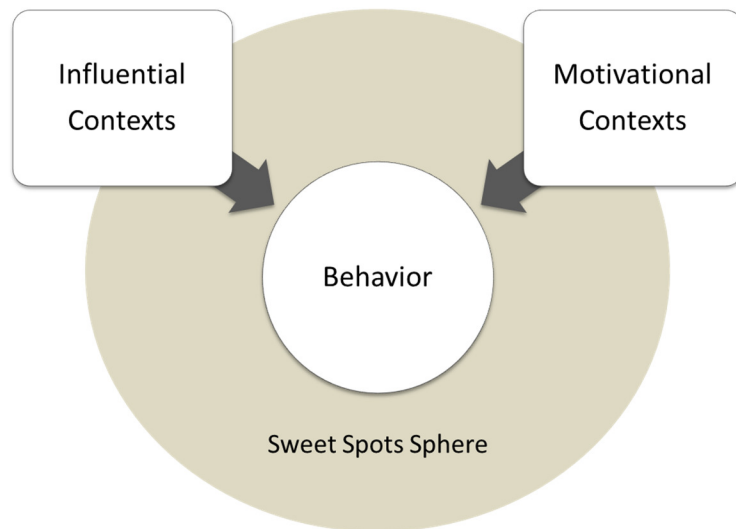 Influential
Contexts
Motivational
Contexts
Behavior
Sweet Spots Sphere